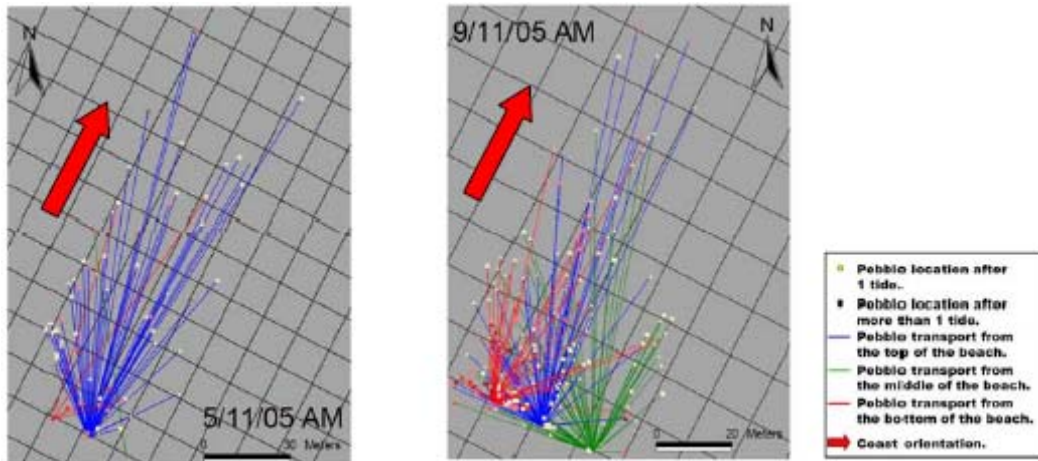 N
5/11/05 AM
0 30 Meters
9/11/05 AM
N
0 20 Meters
Pebble location after
1 tide.
Pebble location after
more than 1 tide.
Pebble transport from
the top of the beach.
Pebble transport from
the middle of the beach.
Pebble transport from
the bottom of the beach.
Coast orientation.